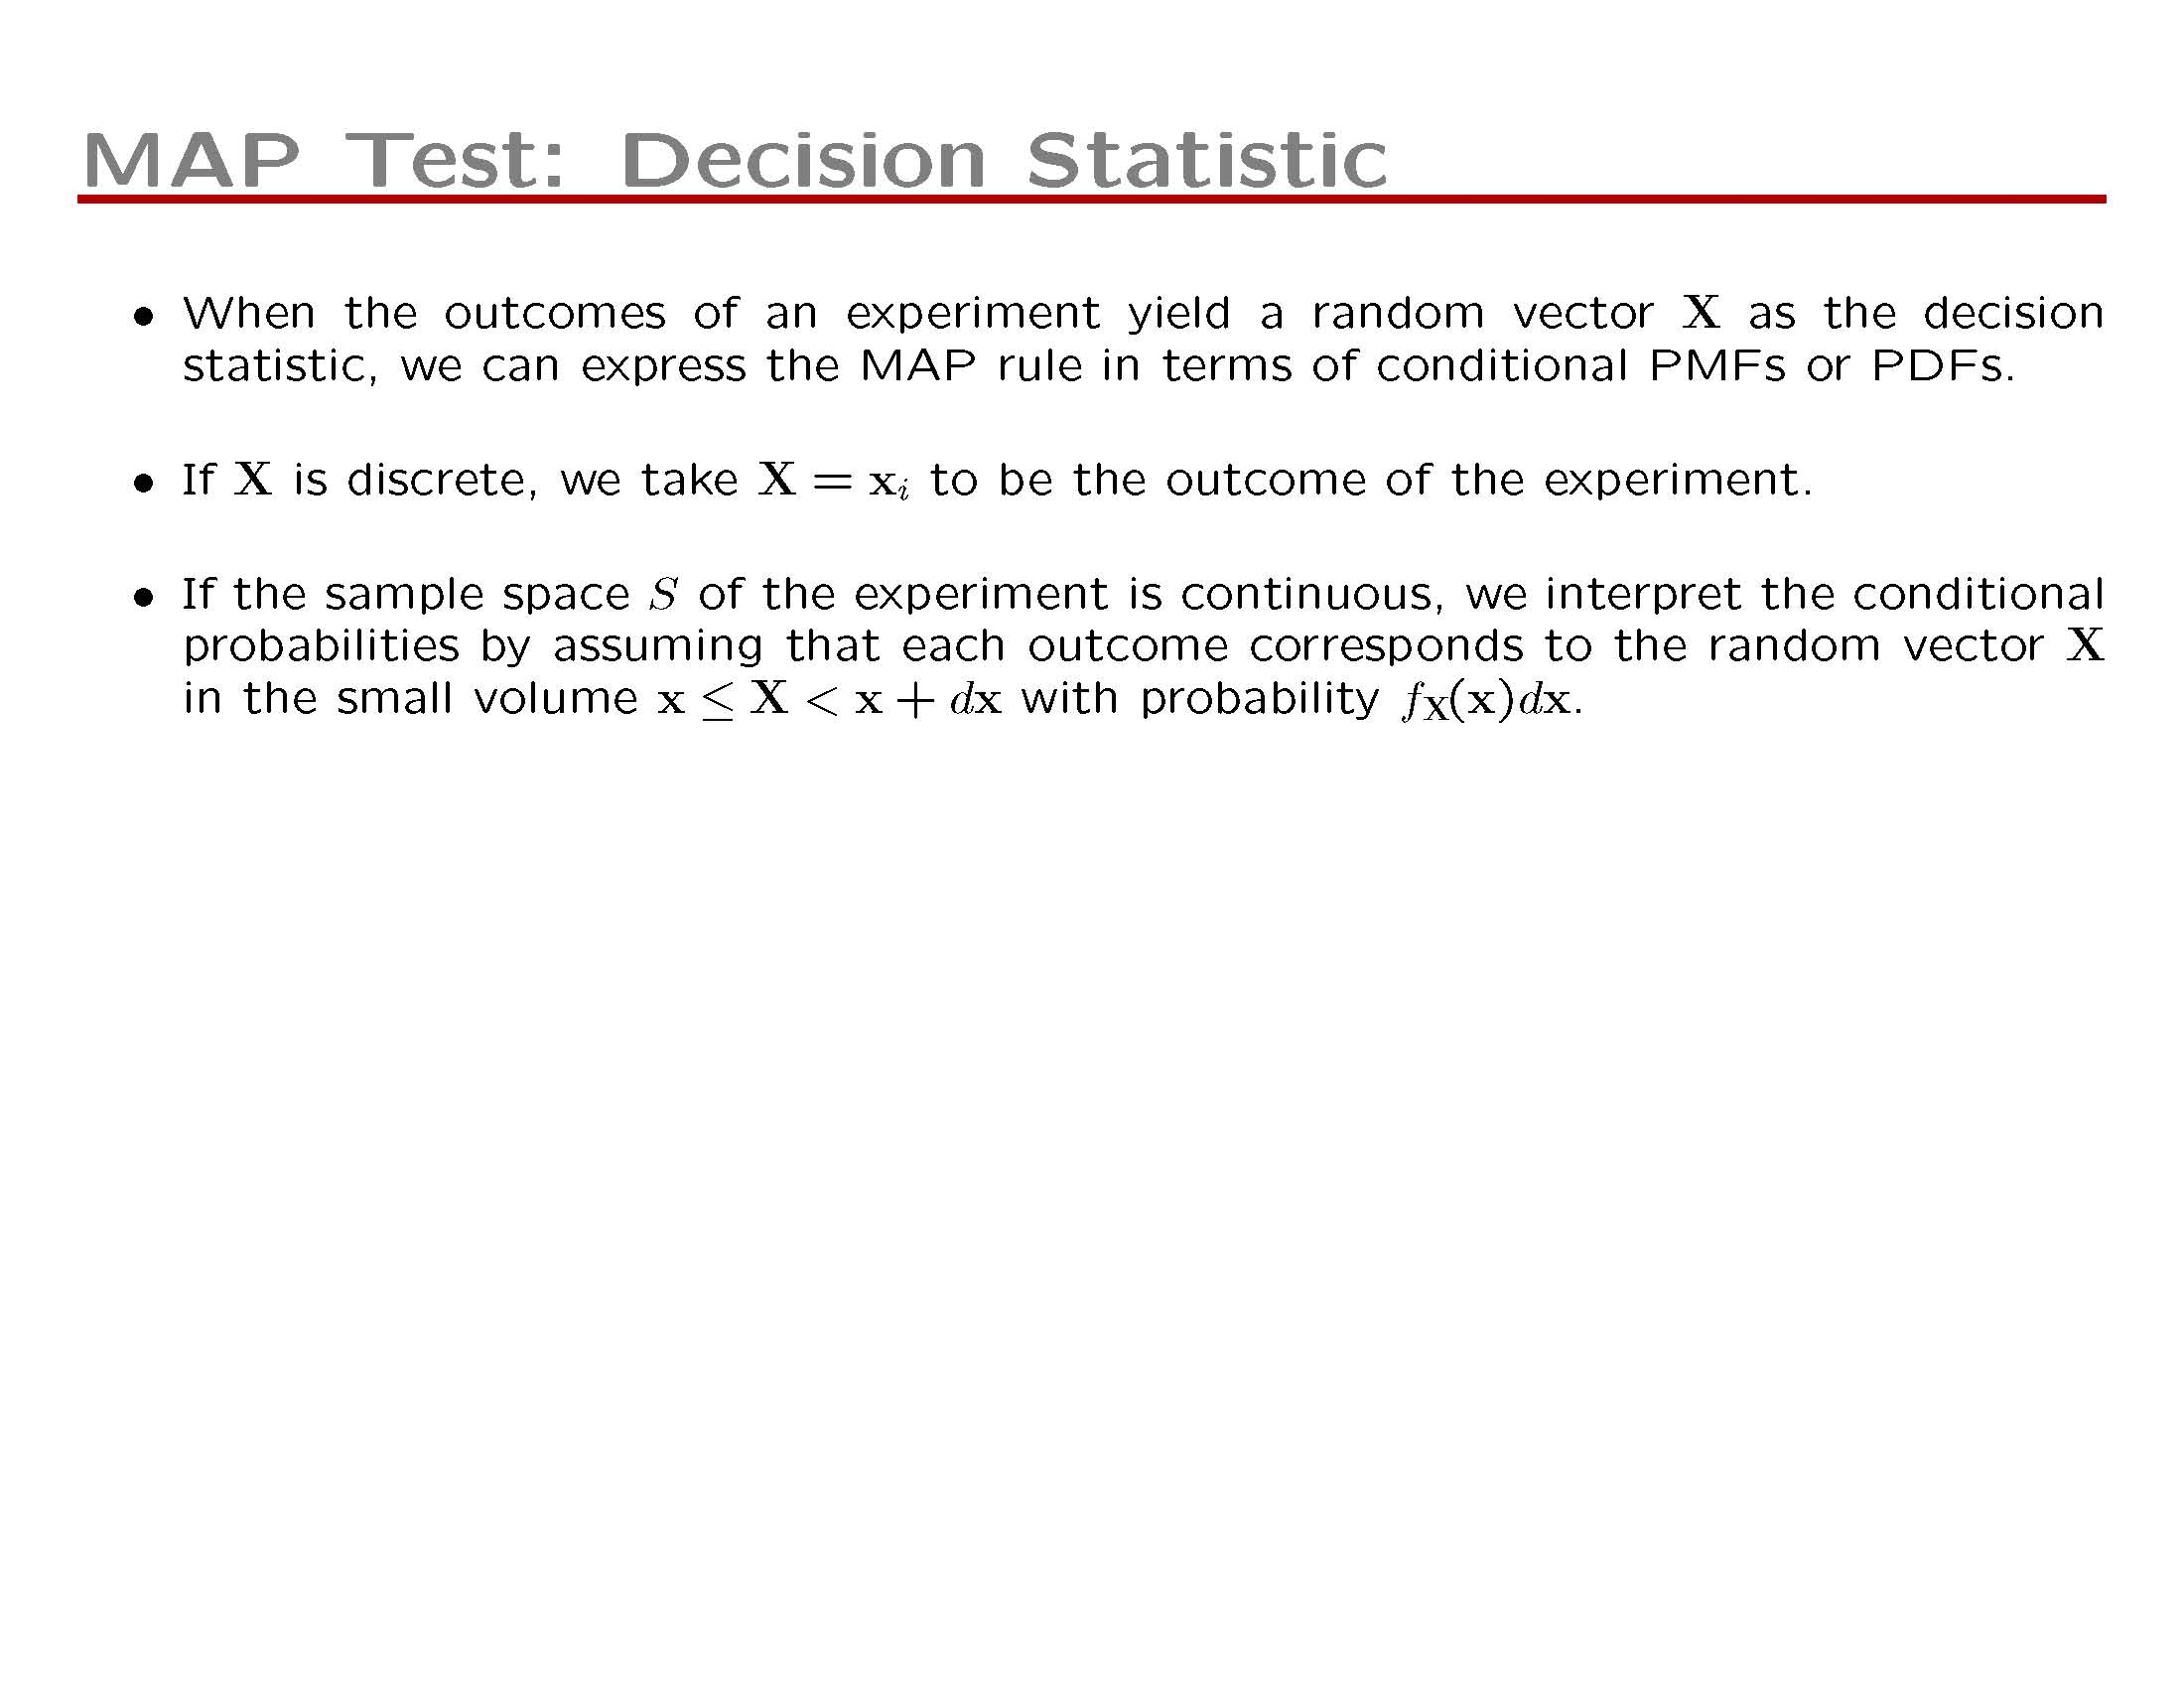 MAP Test: Decision Statistic
• When the outcomes of an experiment yield a random vector X as the decision
statistic, we can express the MAP rule in terms of conditional PMFs or PDFs.
• If X is discrete, we take X = xᵢ to be the outcome of the experiment.
• If the sample space S of the experiment is continuous, we interpret the conditional
probabilities by assuming that each outcome corresponds to the random vector X
in the small volume x ≤ X < x + dx with probability f_X(x)dx.